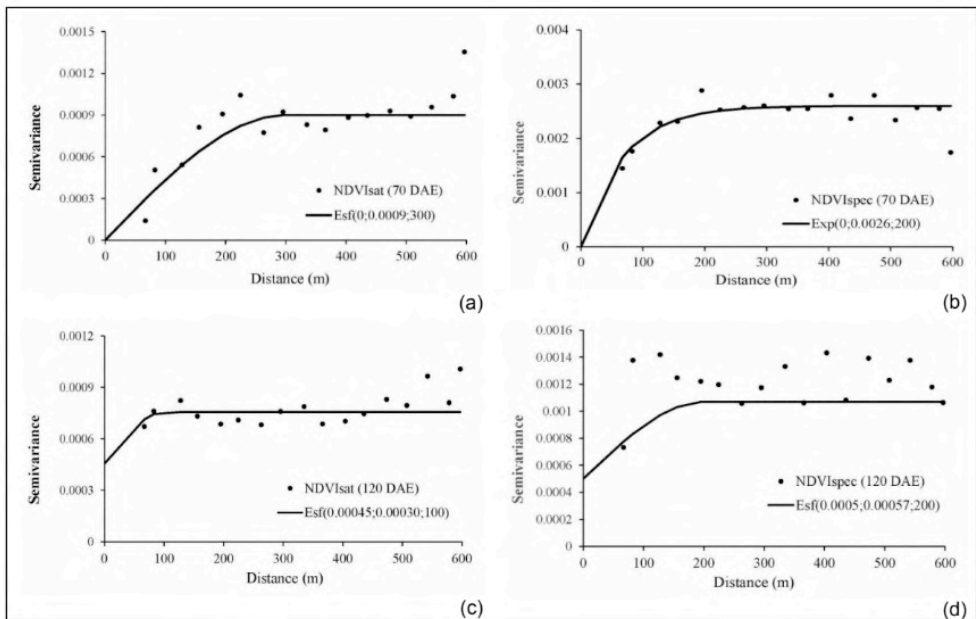 0.0015
0.0012
0.0009
0.0006
0.0003
0
Semivariance
NDVIsat (70 DAE)
Esf(0;0.0009;300)
0 100 200 300 400 500 600
Distance (m)
(a)
0.004
0.003
0.002
0.001
0
Semivariance
NDVIspec (70 DAE)
Exp(0;0.0026;200)
0 100 200 300 400 500 600
Distance (m)
(b)
0.0012
0.0009
0.0006
0.0003
0
Semivariance
NDVIsat (120 DAE)
Esf(0.00045;0.00030;100)
0 100 200 300 400 500 600
Distance (m)
(c)
0.0016
0.0014
0.0012
0.001
0.0008
0.0006
0.0004
0.0002
0
Semivariance
NDVIspec (120 DAE)
Esf(0.0005;0.00057;200)
0 100 200 300 400 500 600
Distance (m)
(d)